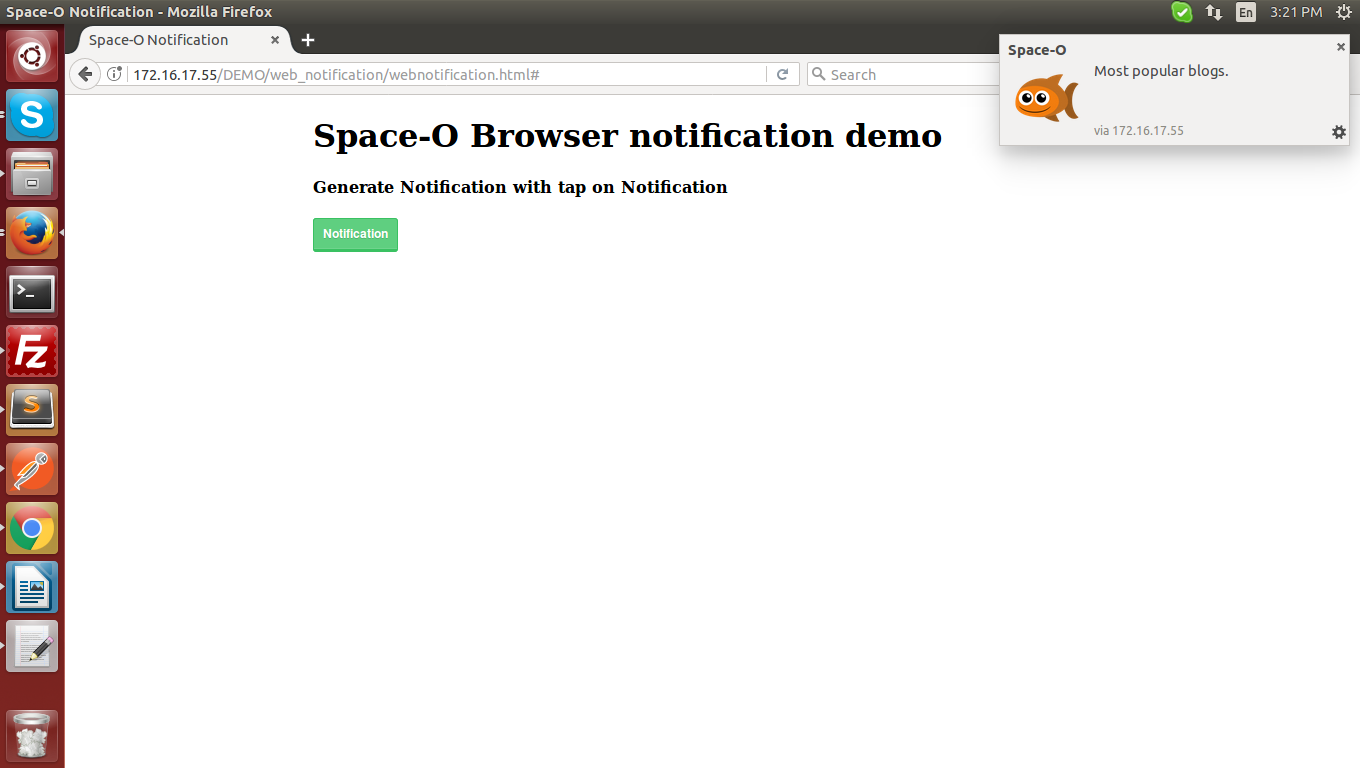 Space-O Notification - Mozilla Firefox
En
3:21 PM
Space-O Notification
172.16.17.55/DEMO/web_notification/webnotification.html#
Search
Space-O
Most popular blogs.
via 172.16.17.55
Space-O Browser notification demo
Generate Notification with tap on Notification
Notification
S
>_
Fz
S